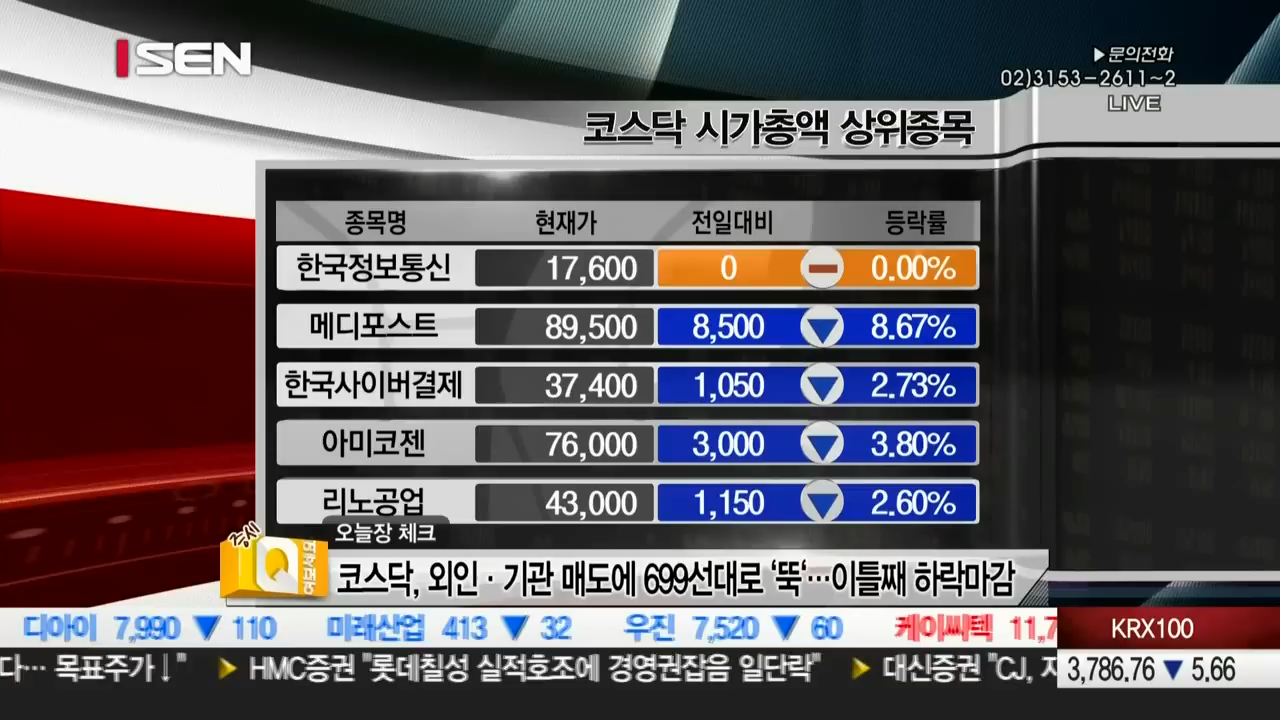 SEN
▶문의전화
02)3153-2611~2
LIVE
코스닥 시가총액 상위종목
종목명 현재가 전일대비 등락률
한국정보통신 17,600 0 0.00%
메디포스트 89,500 8,500 ▼ 8.67%
한국사이버결제 37,400 1,050 ▼ 2.73%
아미코젠 76,000 3,000 ▼ 3.80%
리노공업 43,000 1,150 ▼ 2.60%
오늘장 체크
증시 Q
코스닥, 외인·기관 매도에 699선대로 '뚝'…이틀째 하락마감
디아이 7,990 ▼ 110 미래산업 413 ▼ 32 우진 7,520 ▼ 60 케이씨텍 11,7
KRX100
다… 목표주가↓" ▶ HMC증권 "롯데칠성 실적호조에 경영권잡음 일단락" ▶ 대신증권 "CJ, 지
3,786.76 ▼ 5.66